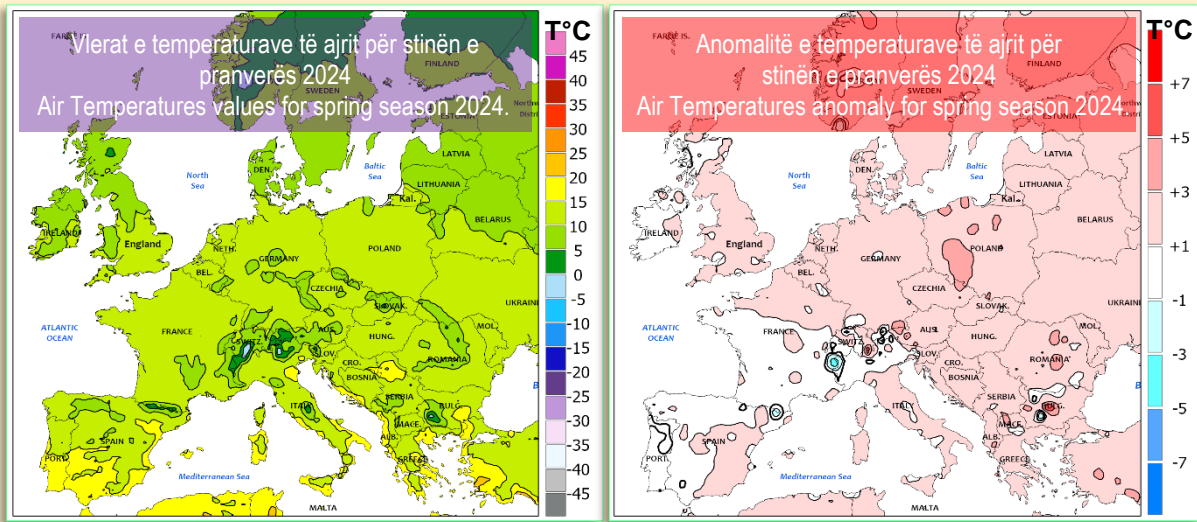 Vlerat e temperaturave të ajrit për stinën e
pranverës 2024
Air Temperatures values for spring season 2024.
T°C
45
40
35
30
25
20
15
10
5
0
-5
-10
-15
-20
-25
-30
-35
-40
-45
FINLAND
SWEDEN
ESTONIA
LATVIA
LITHUANIA
Kal.
BELARUS
DEN.
Baltic
Sea
North
Sea
IRELAND
England
NETH.
BEL.
GERMANY
POLAND
CZECHIA
SLOVAK.
UKRAINE
ATLANTIC
OCEAN
FRANCE
SWITZ.
AUS.
HUNG.
MOL.
SLOV.
CRO.
BOSNIA
ROMANIA
SERBIA
ITALY
BULG.
MACE.
ALB.
GREECE
SPAIN
PORT.
Mediterranean Sea
MALTA
Anomalitë e temperaturave të ajrit për
stinën e pranverës 2024
Air Temperatures anomaly for spring season 2024
T°C
+7
+5
+3
+1
-1
-3
-5
-7
FINLAND
SWEDEN
ESTONIA
LATVIA
LITHUANIA
Kal.
BELARUS
DEN.
Baltic
Sea
North
Sea
IRELAND
England
NETH.
BEL.
GERMANY
POLAND
CZECHIA
SLOVAK.
UKRAINI
ATLANTIC
OCEAN
FRANCE
SWITZ.
AUS.
HUNG.
MOL.
SLOV.
CRO.
BOSNIA
ROMANIA
SERBIA
ITAL
BULG.
MACE.
ALB.
GREECE
SPAIN
PORT.
Mediterranean Sea
MALTA